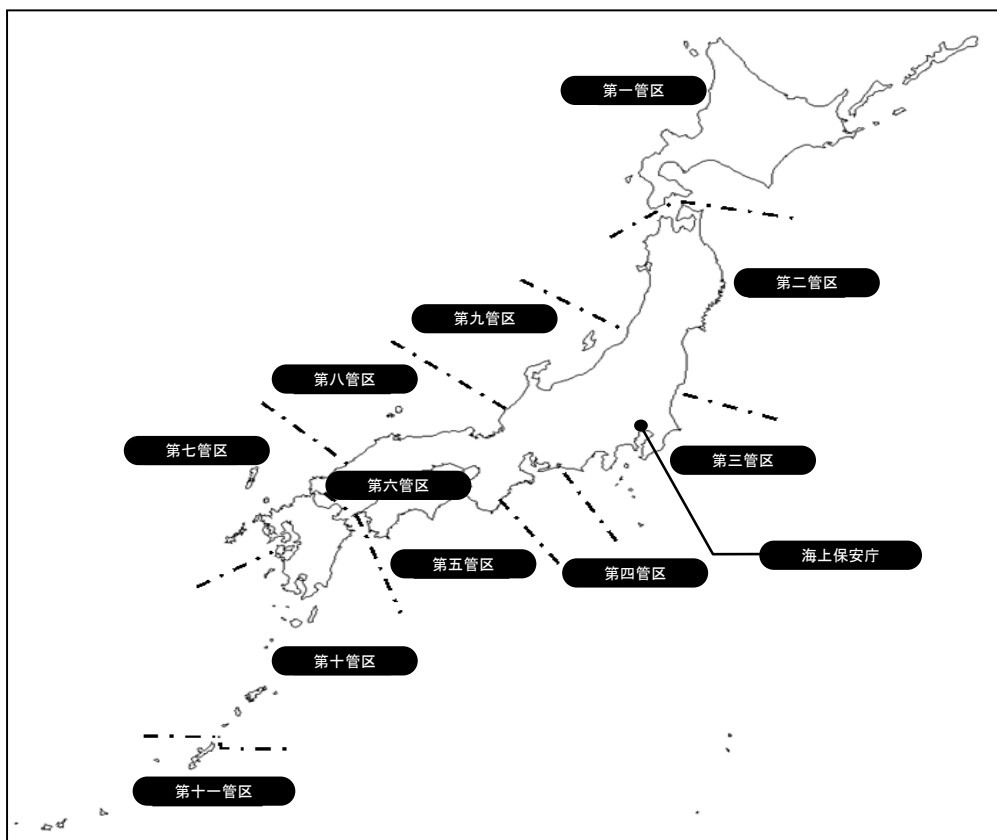 第一管区
第二管区
第九管区
第八管区
第七管区
第三管区
第六管区
海上保安庁
第五管区
第四管区
第十管区
第十一管区